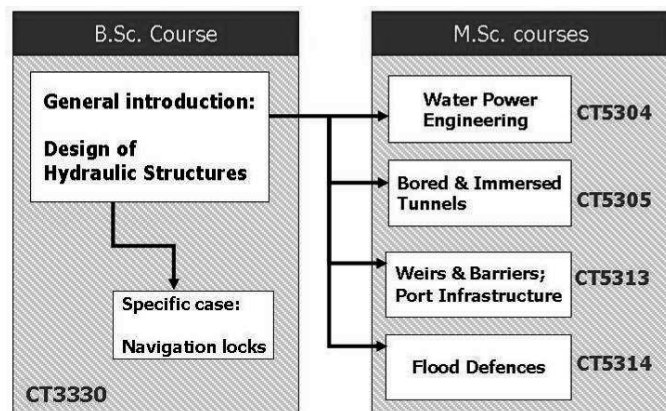 B.Sc. Course
General introduction:
Design of
Hydraulic Structures
Specific case:
Navigation locks
CT3330
M.Sc. courses
Water Power
Engineering
CT5304
Bored & Immersed
Tunnels
CT5305
Weirs & Barriers;
Port Infrastructure
CT5313
Flood Defences
CT5314